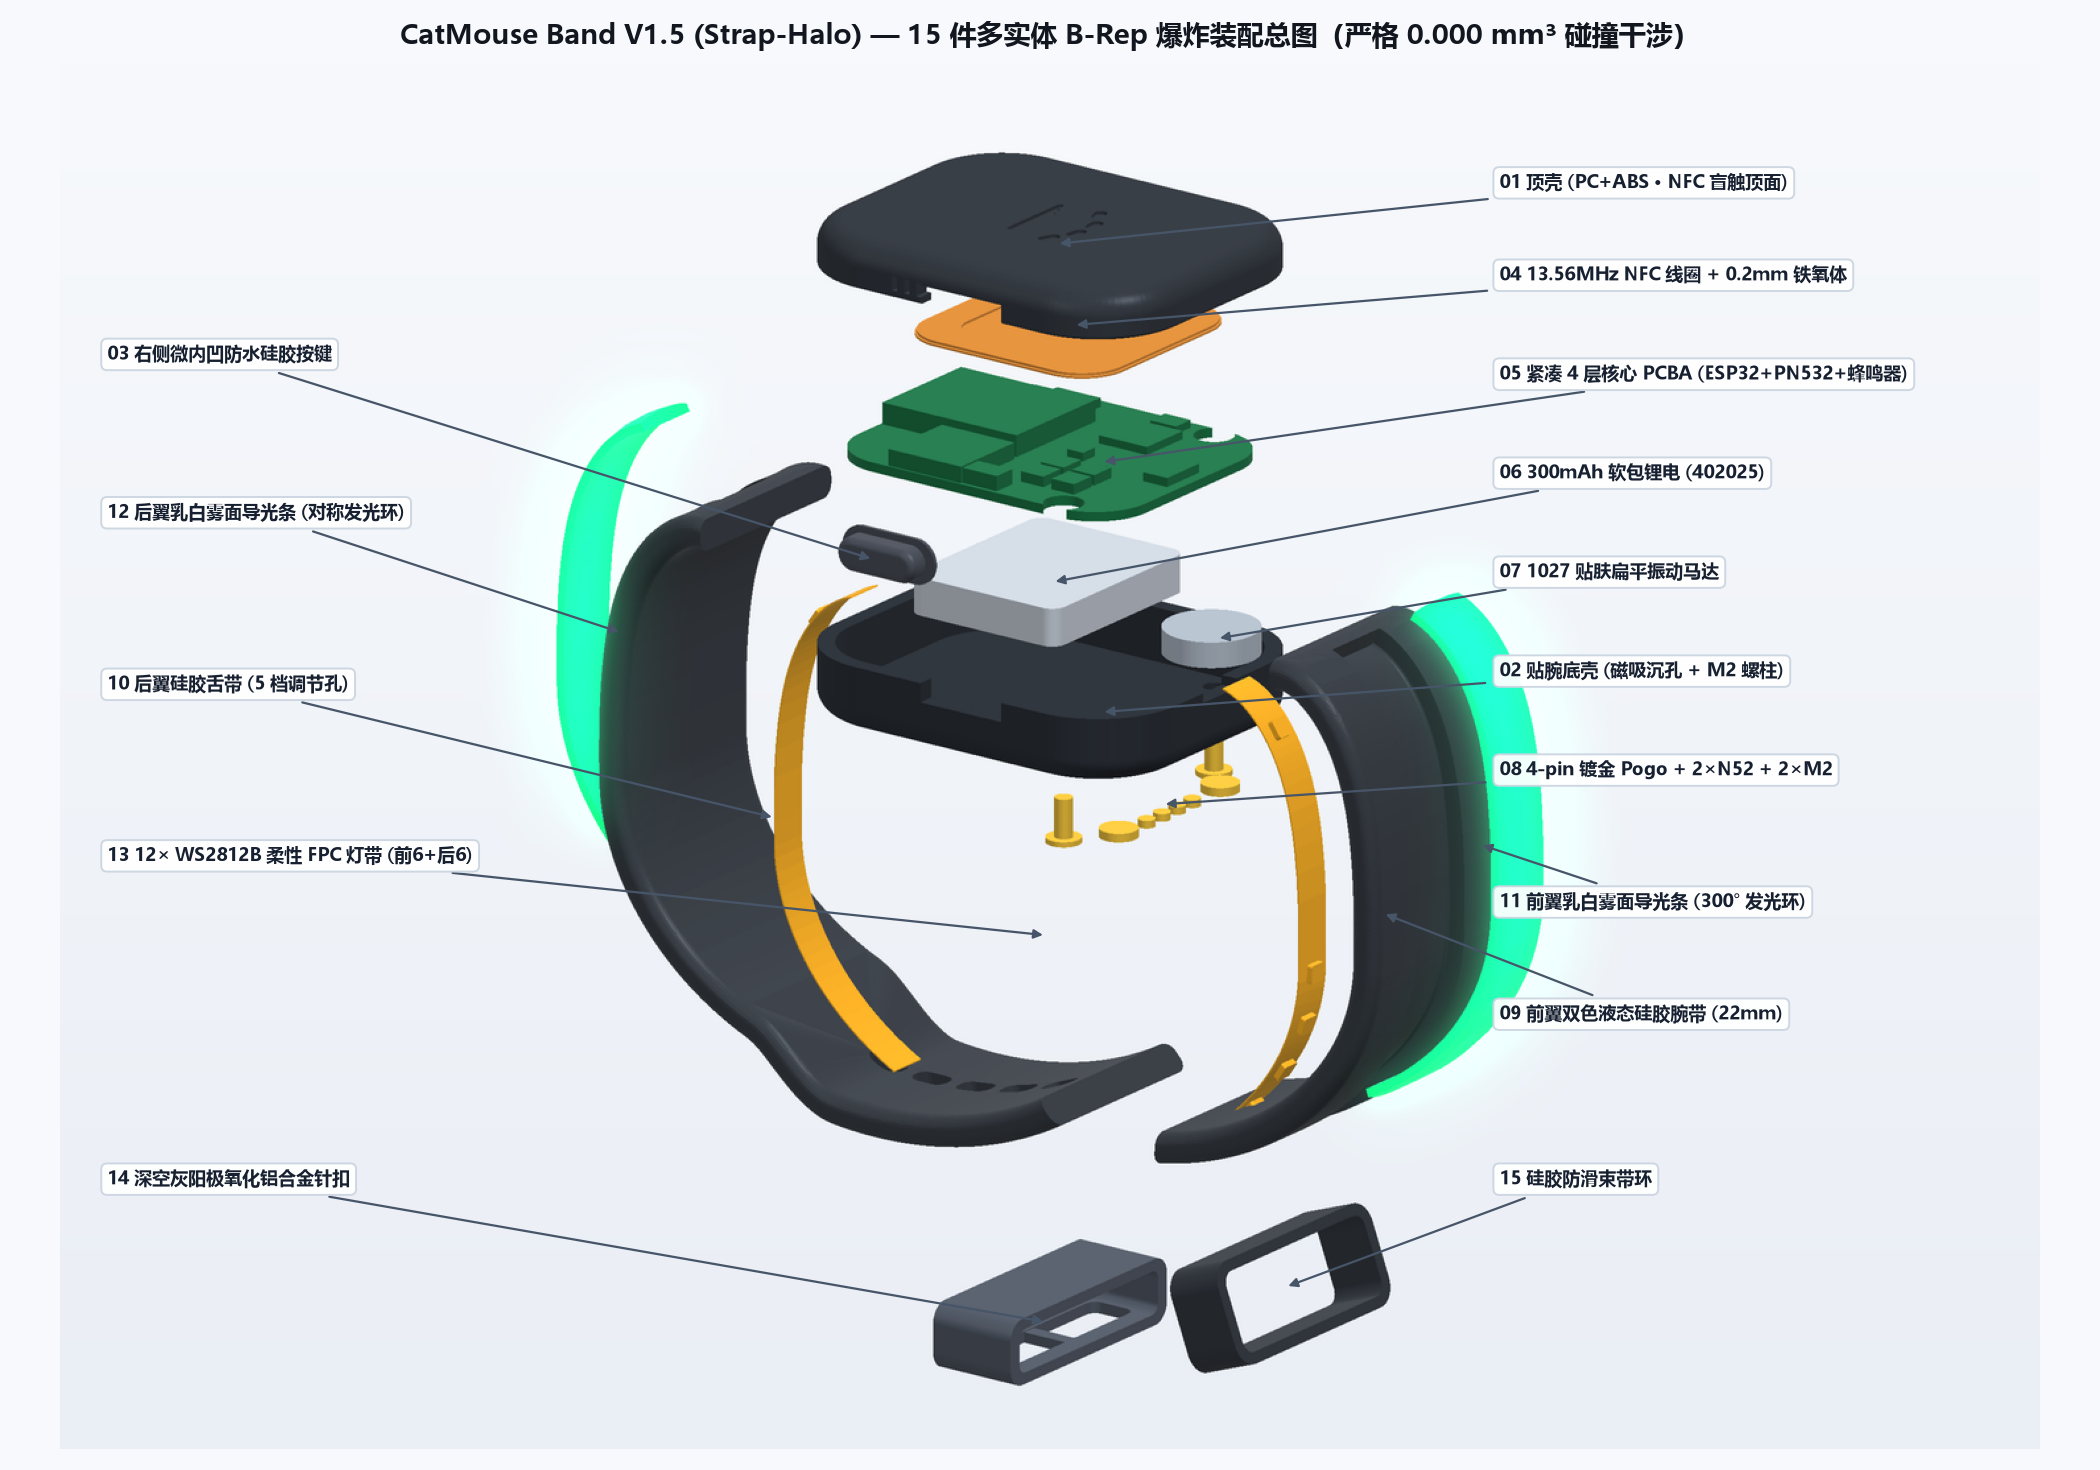 CatMouse Band V1.5 (Strap-Halo) — 15 件多实体 B-Rep 爆炸装配总图 (严格 0.000 mm³ 碰撞干涉)
01 顶壳 (PC+ABS • NFC 盲触顶面)
04 13.56MHz NFC 线圈 + 0.2mm 铁氧体
03 右侧微内凹防水硅胶按键
05 紧凑 4 层核心 PCBA (ESP32+PN532+蜂鸣器)
06 300mAh 软包锂电 (402025)
12 后翼乳白雾面导光条 (对称发光环)
07 1027 贴肤扁平振动马达
02 贴腕底壳 (磁吸沉孔 + M2 螺柱)
10 后翼硅胶舌带 (5 档调节孔)
08 4-pin 镀金 Pogo + 2×N52 + 2×M2
13 12× WS2812B 柔性 FPC 灯带 (前6+后6)
11 前翼乳白雾面导光条 (300° 发光环)
09 前翼双色液态硅胶腕带 (22mm)
14 深空灰阳极氧化铝合金针扣
15 硅胶防滑束带环